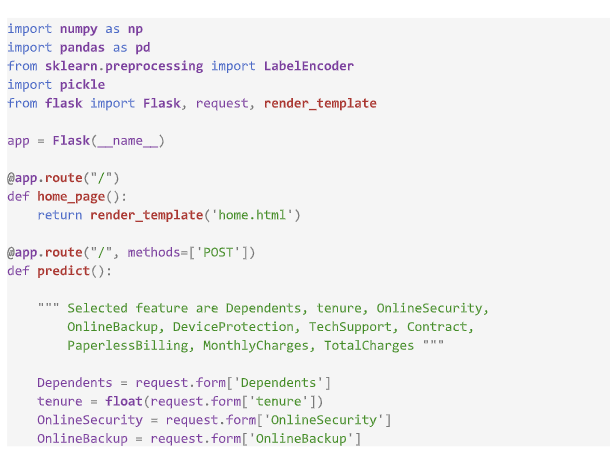 import numpy as np
import pandas as pd
from sklearn.preprocessing import LabelEncoder
import pickle
from flask import Flask, request, render_template

app = Flask(__name__)

@app.route("/")
def home_page():
    return render_template('home.html')

@app.route("/", methods=['POST'])
def predict():

    """ Selected feature are Dependents, tenure, OnlineSecurity,
        OnlineBackup, DeviceProtection, TechSupport, Contract,
        PaperlessBilling, MonthlyCharges, TotalCharges """

    Dependents = request.form['Dependents']
    tenure = float(request.form['tenure'])
    OnlineSecurity = request.form['OnlineSecurity']
    OnlineBackup = request.form['OnlineBackup']